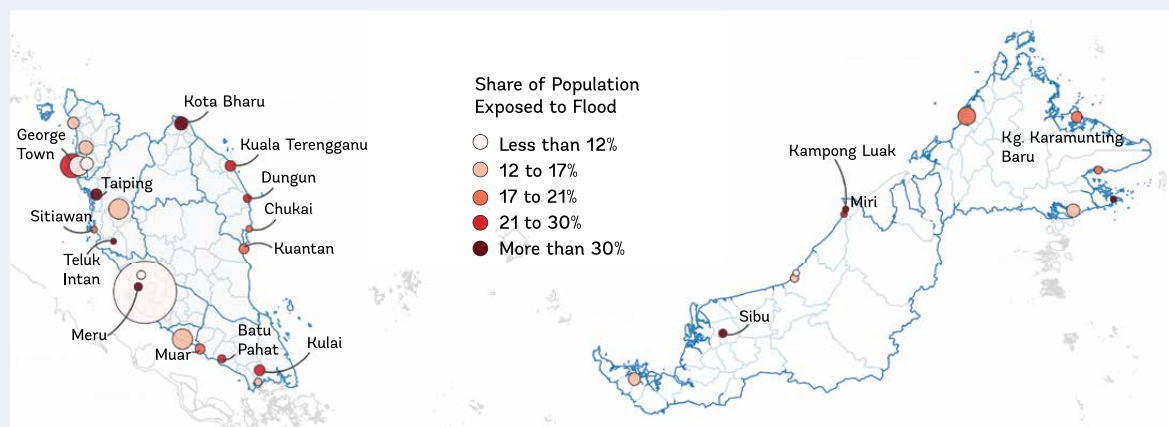 Share of Population
Exposed to Flood
Less than 12%
12 to 17%
17 to 21%
21 to 30%
More than 30%
Kota Bharu
George
Town
Kuala Terengganu
Taiping
Dungun
Sitiawan
Chukai
Teluk
Intan
Kuantan
Meru
Muar
Batu
Pahat
Kulai
Kampong Luak
Miri
Kg. Karamunting
Baru
Sibu